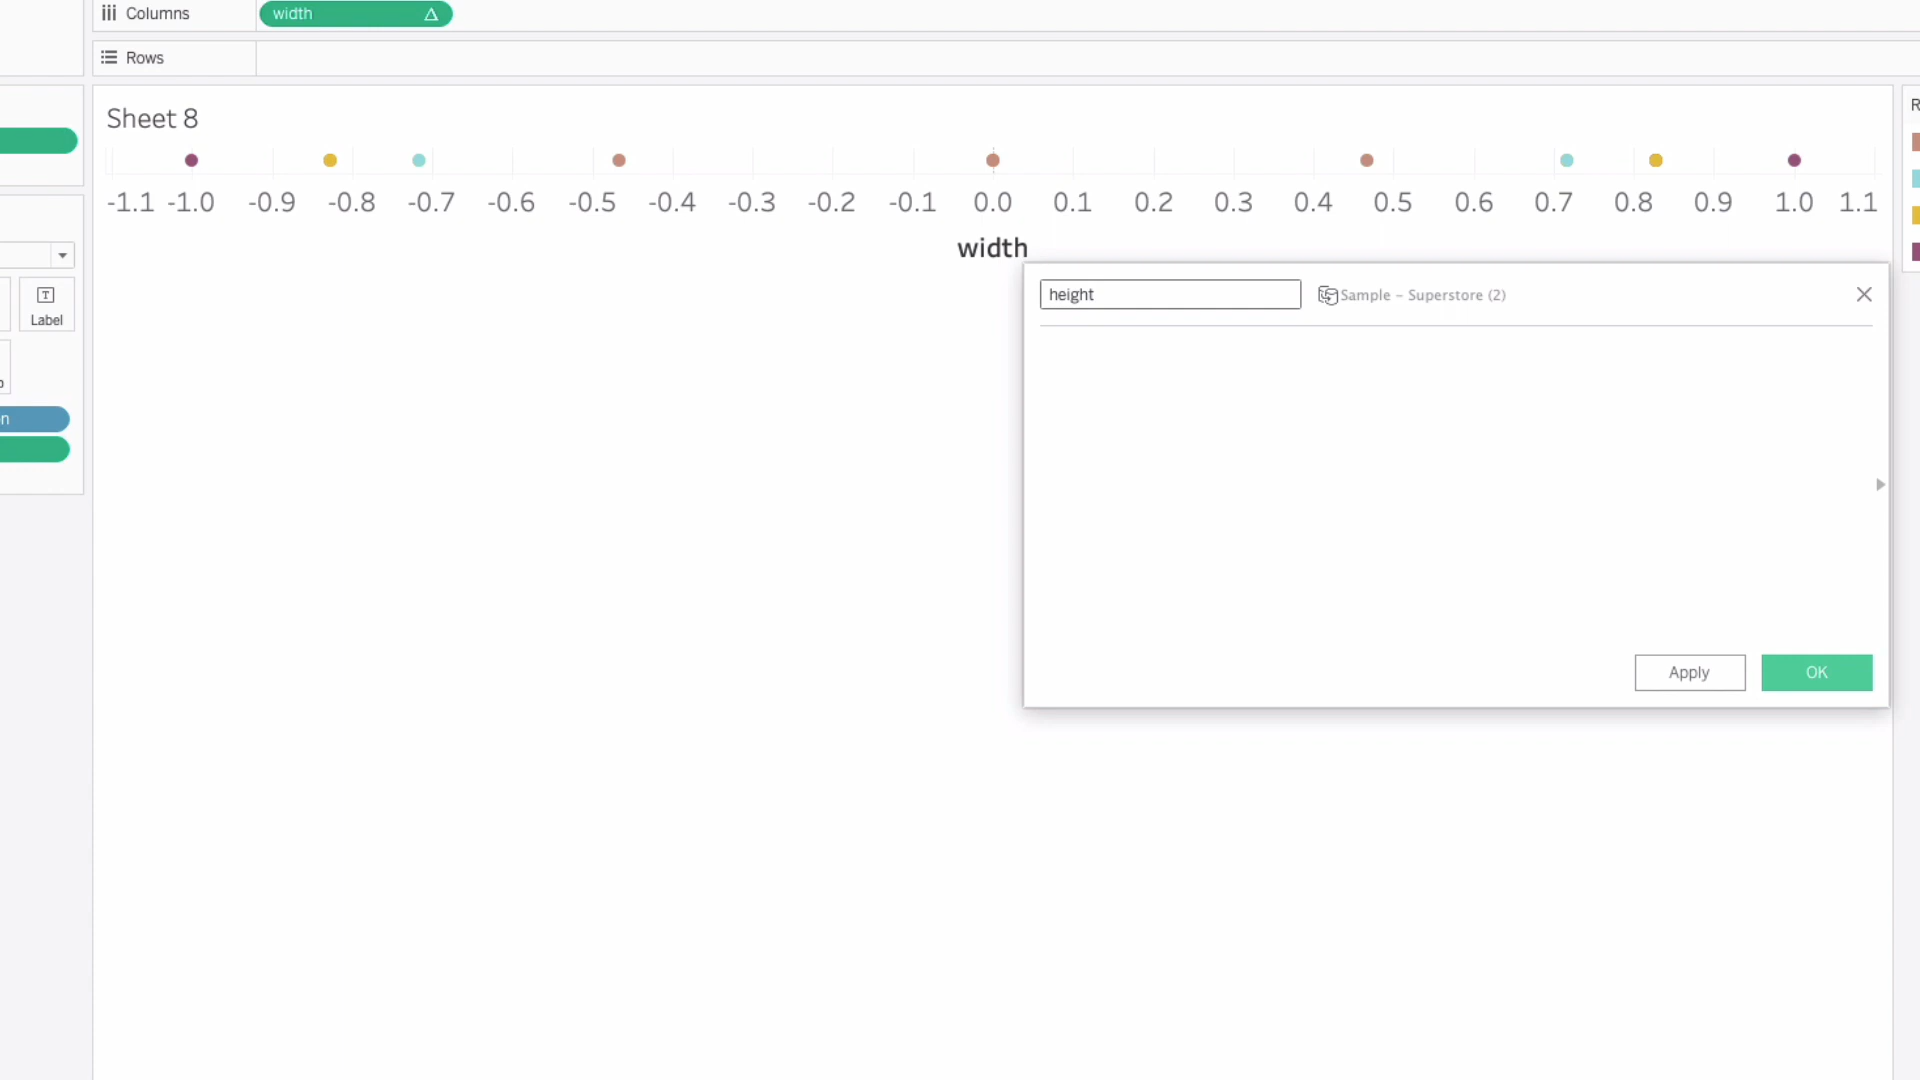 Columns
width
Rows
Sheet 8
-1.1 -1.0 -0.9 -0.8 -0.7 -0.6 -0.5 -0.4 -0.3 -0.2 -0.1 0.0 0.1 0.2 0.3 0.4 0.5 0.6 0.7 0.8 0.9 1.0 1.1
width
height
Sample – Superstore (2)
Label
Apply
OK